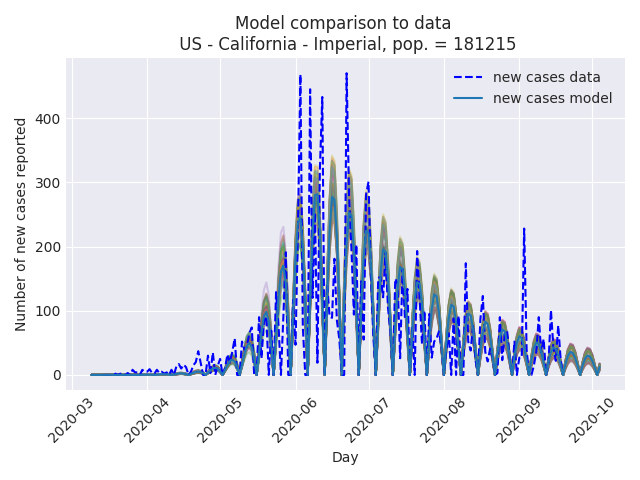 Model comparison to data
US - California - Imperial, pop. = 181215
new cases data
new cases model
Number of new cases reported
400
300
200
100
0
2020-03
2020-04
2020-05
2020-06
2020-07
2020-08
2020-09
2020-10
Day